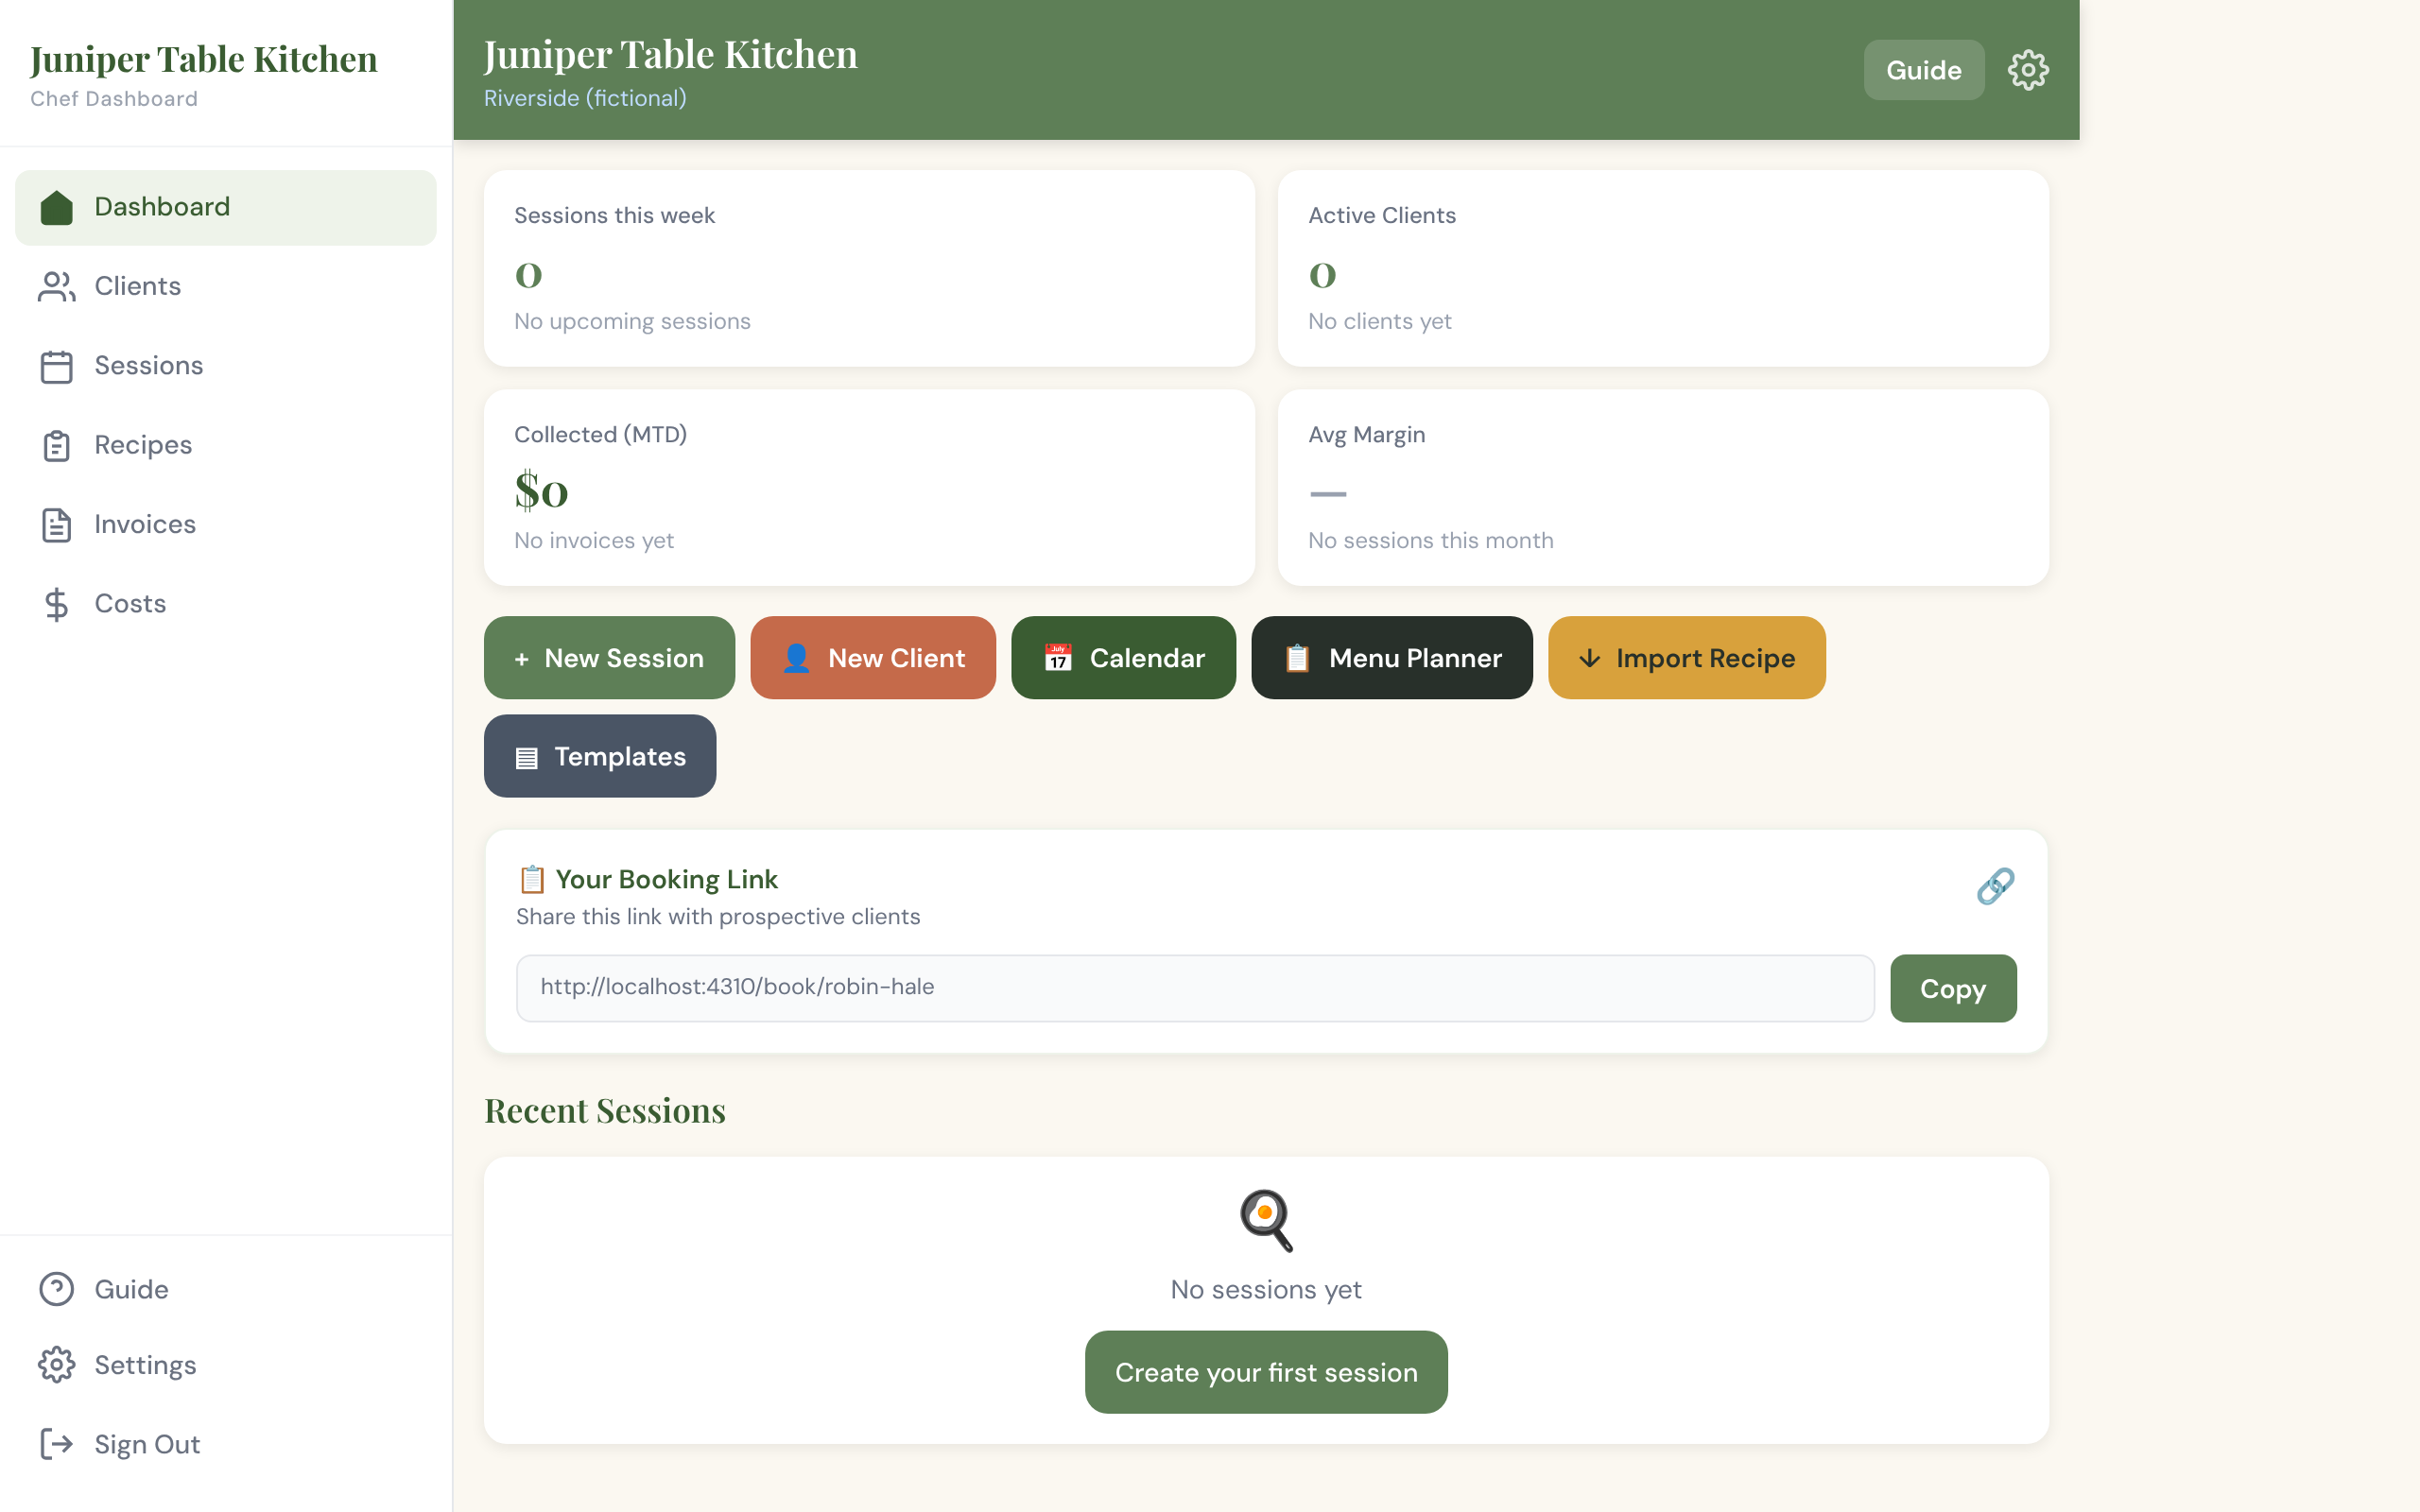 Juniper Table Kitchen
Chef Dashboard
Dashboard
Clients
Sessions
Recipes
Invoices
Costs
Guide
Settings
Sign Out
Juniper Table Kitchen
Riverside (fictional)
Guide
Sessions this week
0
No upcoming sessions
Active Clients
0
No clients yet
Collected (MTD)
$0
No invoices yet
Avg Margin
—
No sessions this month
+ New Session
New Client
Calendar
Menu Planner
↓ Import Recipe
Templates
Your Booking Link
Share this link with prospective clients
http://localhost:4310/book/robin-hale
Copy
Recent Sessions
No sessions yet
Create your first session